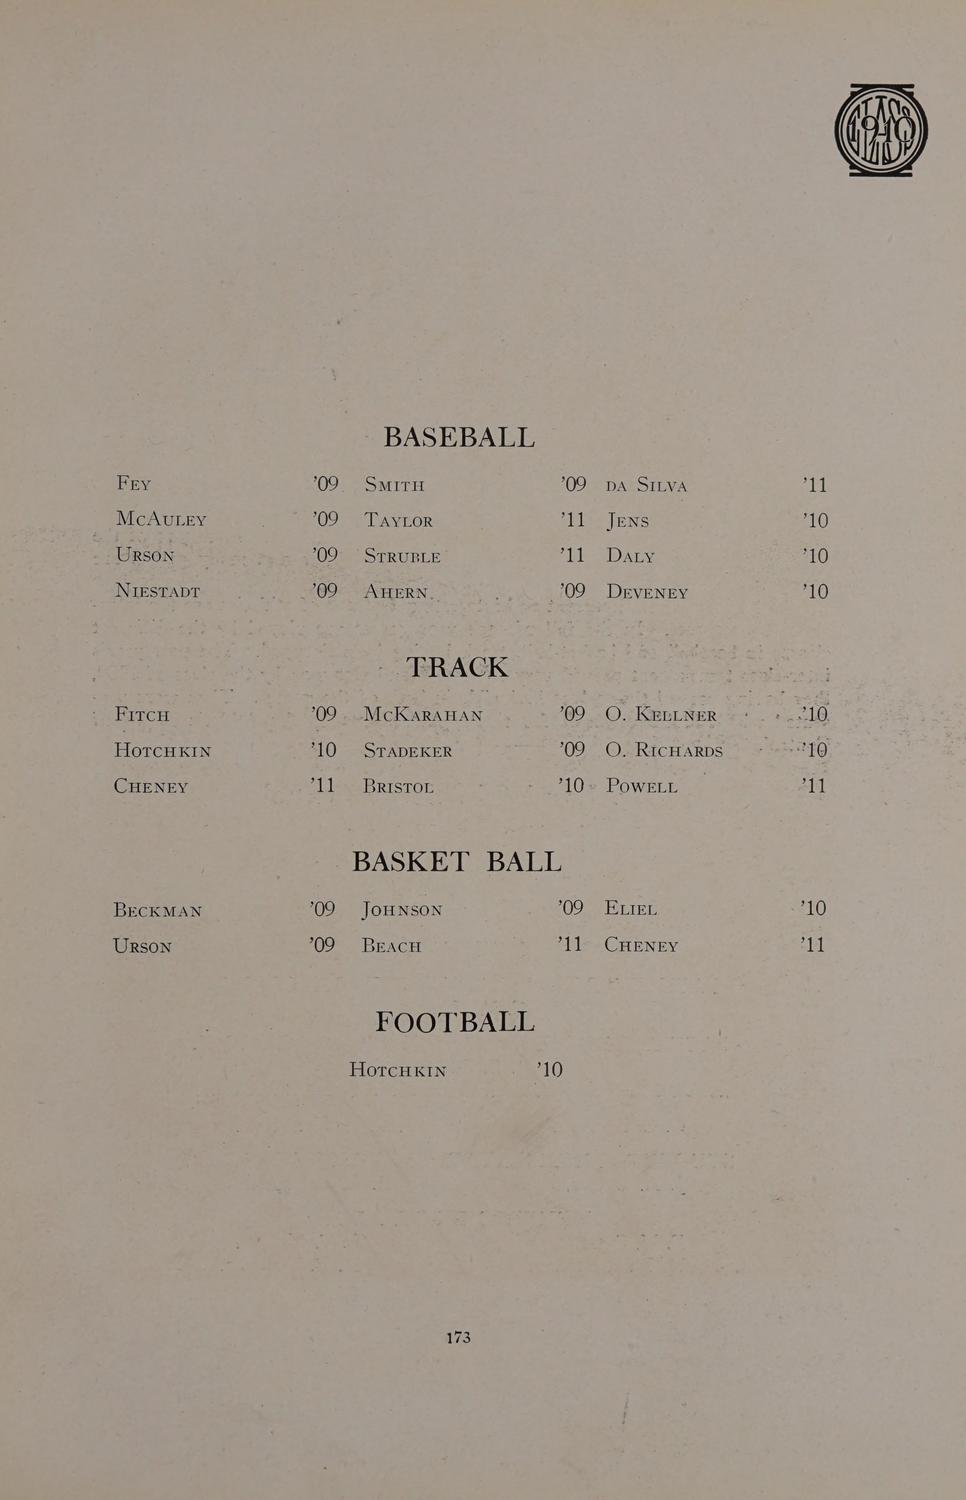 CLASS 1910
BASEBALL
Fey '09 Smith '09 da Silva '11
McAuley '09 Taylor '11 Jens '10
Urson '09 Struble '11 Daly '10
Niestadt '09 Ahern '09 Deveney '10
TRACK
Fitch '09 McKarahan '09 O. Kellner '10
Hotchkin '10 Stadeker '09 O. Richards '10
Cheney '11 Bristol '10 Powell '11
BASKET BALL
Beckman '09 Johnson '09 Eliel '10
Urson '09 Beach '11 Cheney '11
FOOTBALL
Hotchkin '10
173